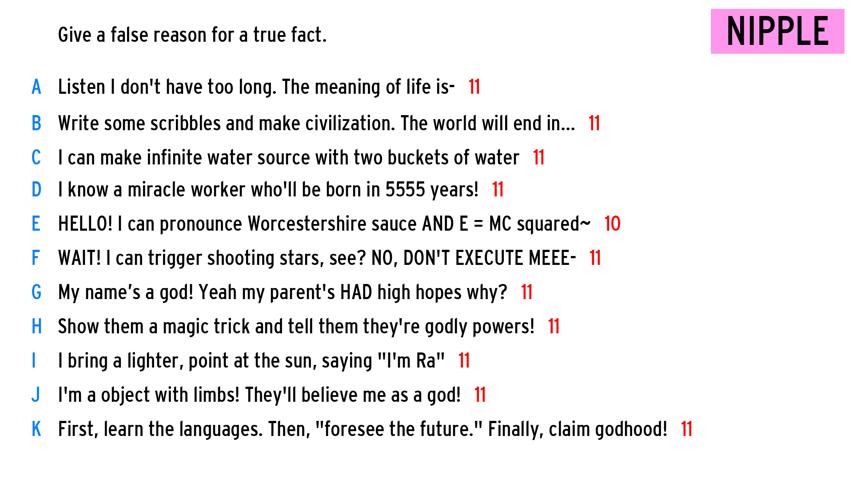 Give a false reason for a true fact.
NIPPLE
A Listen I don't have too long. The meaning of life is- 11
B Write some scribbles and make civilization. The world will end in... 11
C I can make infinite water source with two buckets of water 11
D I know a miracle worker who'll be born in 5555 years! 11
E HELLO! I can pronounce Worcestershire sauce AND E = MC squared~ 10
F WAIT! I can trigger shooting stars, see? NO, DON'T EXECUTE MEEE- 11
G My name’s a god! Yeah my parent's HAD high hopes why? 11
H Show them a magic trick and tell them they're godly powers! 11
I I bring a lighter, point at the sun, saying "I'm Ra" 11
J I'm a object with limbs! They'll believe me as a god! 11
K First, learn the languages. Then, "foresee the future." Finally, claim godhood! 11